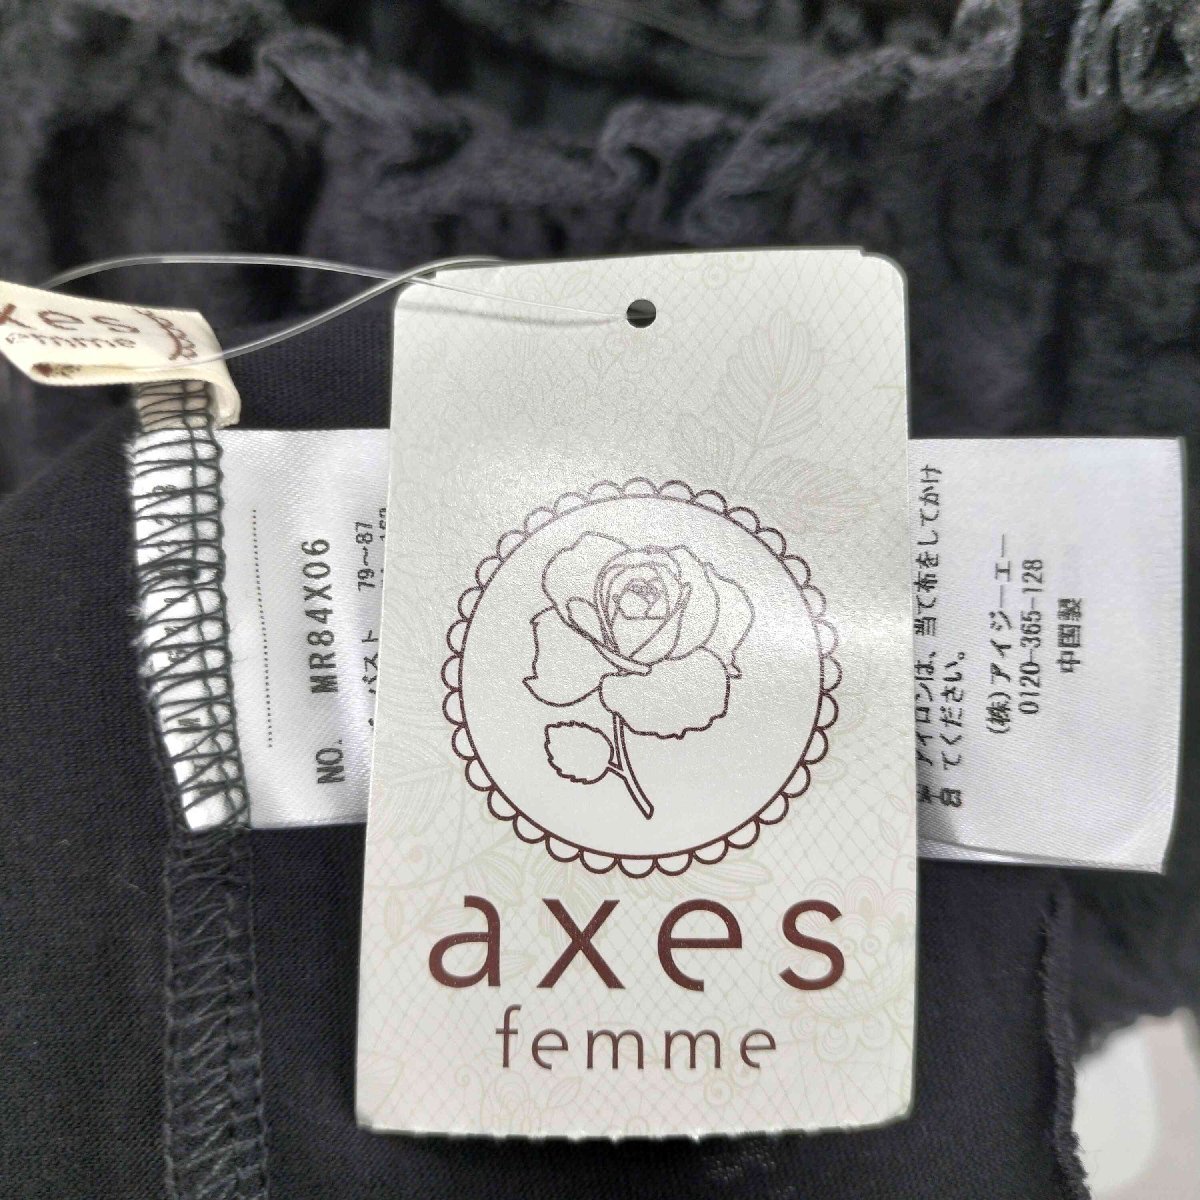 axes
femme
xes
femme
NO. MR84X06
バスト 79~87
アイロンは、当て布をしてかけ
てください。
(株)アイジーエー
0120-365-128
中国製